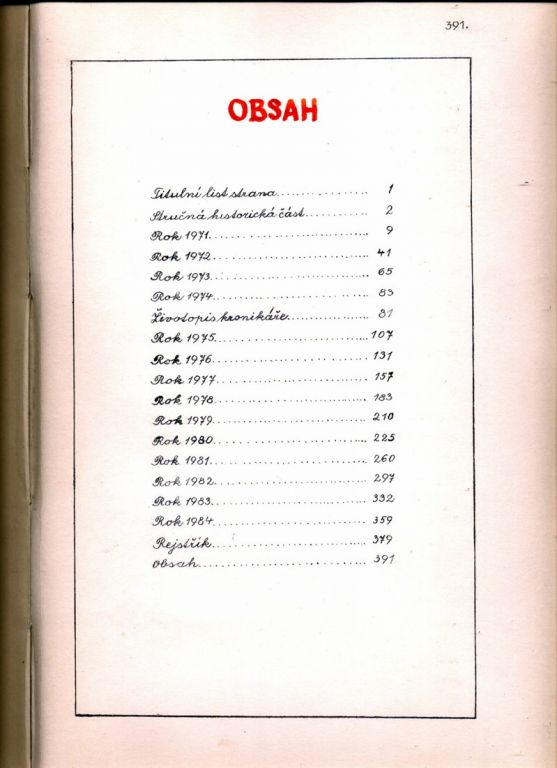 391.
OBSAH
Titulní list strana.................... 1
Stručná historická část............ 2
Rok 1971.......................... 9
Rok 1972.......................... 41
Rok 1973.......................... 65
Rok 1974.......................... 83
Životopis kronikáře............... 81
Rok 1975.......................... 107
Rok 1976.......................... 131
Rok 1977.......................... 157
Rok 1978.......................... 183
Rok 1979.......................... 210
Rok 1980.......................... 225
Rok 1981.......................... 260
Rok 1982.......................... 297
Rok 1983.......................... 332
Rok 1984.......................... 359
Rejstřík.......................... 379
Obsah............................. 391